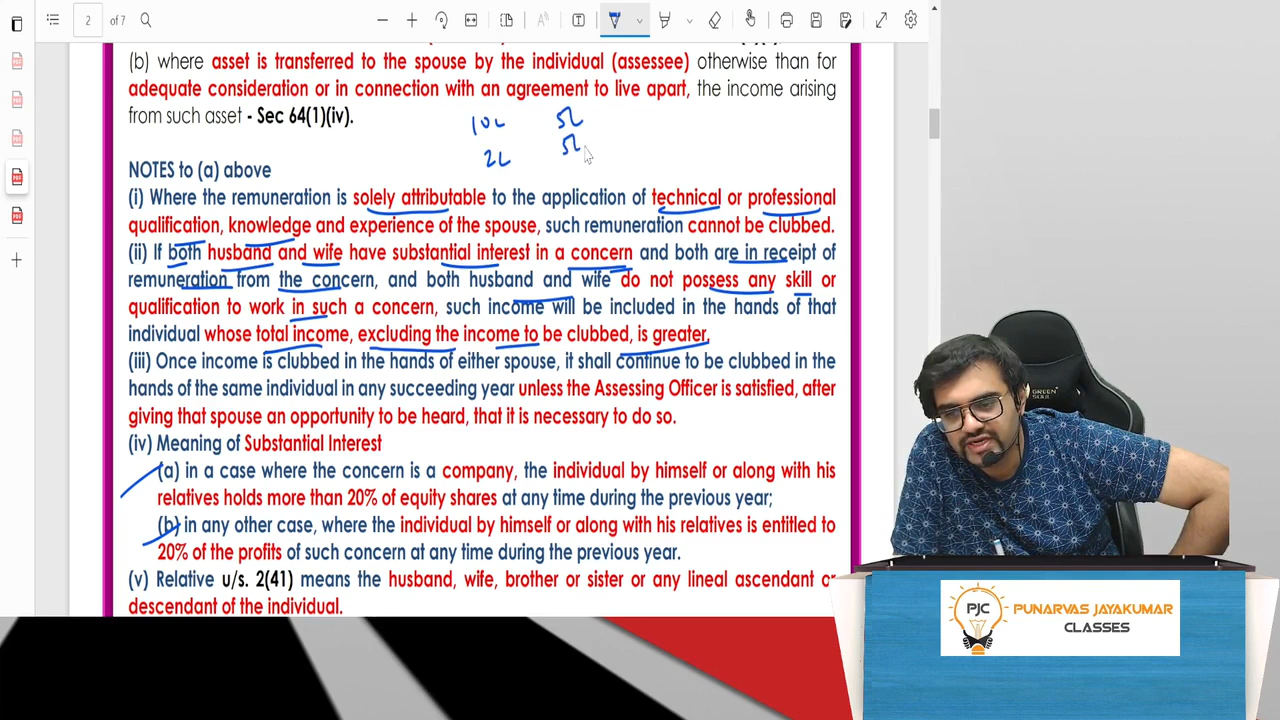 2 of 7
(b) where asset is transferred to the spouse by the individual (assessee) otherwise than for
adequate consideration or in connection with an agreement to live apart, the income arising
from such asset - Sec 64(1)(iv).
10L 5L
2L 5L
NOTES to (a) above
(i) Where the remuneration is solely attributable to the application of technical or professional
qualification, knowledge and experience of the spouse, such remuneration cannot be clubbed.
(ii) If both husband and wife have substantial interest in a concern and both are in receipt of
remuneration from the concern, and both husband and wife do not possess any skill or
qualification to work in such a concern, such income will be included in the hands of that
individual whose total income, excluding the income to be clubbed, is greater.
(iii) Once income is clubbed in the hands of either spouse, it shall continue to be clubbed in the
hands of the same individual in any succeeding year unless the Assessing Officer is satisfied, after
giving that spouse an opportunity to be heard, that it is necessary to do so.
(iv) Meaning of Substantial Interest
(a) in a case where the concern is a company, the individual by himself or along with his
relatives holds more than 20% of equity shares at any time during the previous year;
(b) in any other case, where the individual by himself or along with his relatives is entitled to
20% of the profits of such concern at any time during the previous year.
(v) Relative u/s. 2(41) means the husband, wife, brother or sister or any lineal ascendant or
descendant of the individual.
GREEN SOUL
PJC PUNARVAS JAYAKUMAR
CLASSES